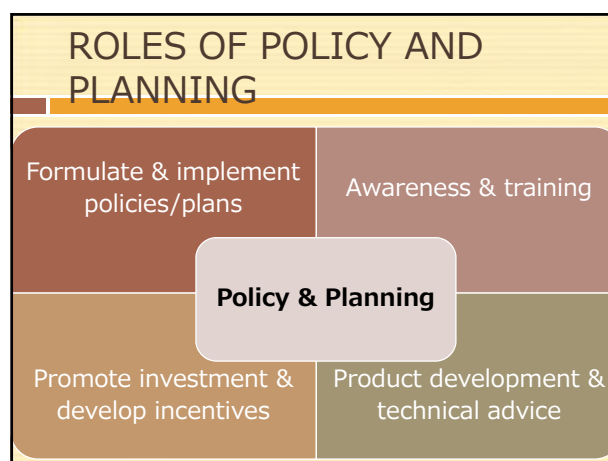 ROLES OF POLICY AND
PLANNING
Formulate & implement
policies/plans
Awareness & training
Policy & Planning
Promote investment &
develop incentives
Product development &
technical advice